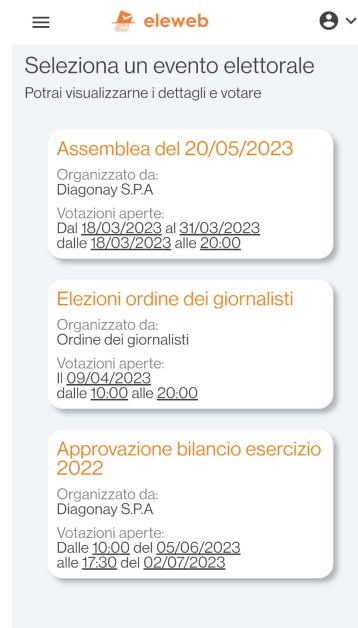 eleweb
Seleziona un evento elettorale
Potrai visualizzarne i dettagli e votare
Assemblea del 20/05/2023
Organizzato da:
Diagonay S.P.A
Votazioni aperte:
Dal 18/03/2023 al 31/03/2023
dalle 18/03/2023 alle 20:00
Elezioni ordine dei giornalisti
Organizzato da:
Ordine dei giornalisti
Votazioni aperte:
Il 09/04/2023
dalle 10:00 alle 20:00
Approvazione bilancio esercizio
2022
Organizzato da:
Diagonay S.P.A
Votazioni aperte:
Dalle 10:00 del 05/06/2023
alle 17:30 del 02/07/2023